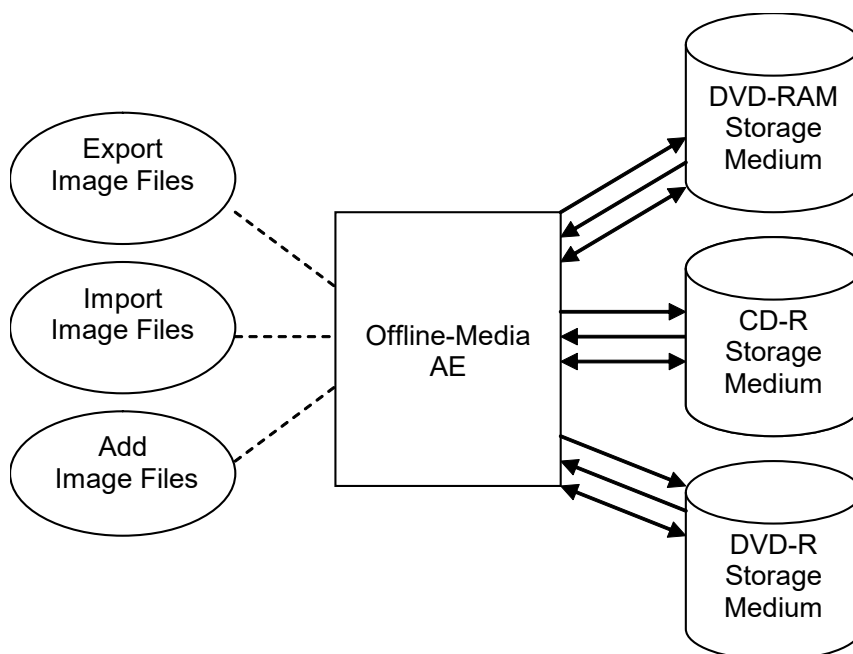 Export
Image Files
Import
Image Files
Add
Image Files
Offline-Media
AE
DVD-RAM
Storage
Medium
CD-R
Storage
Medium
DVD-R
Storage
Medium